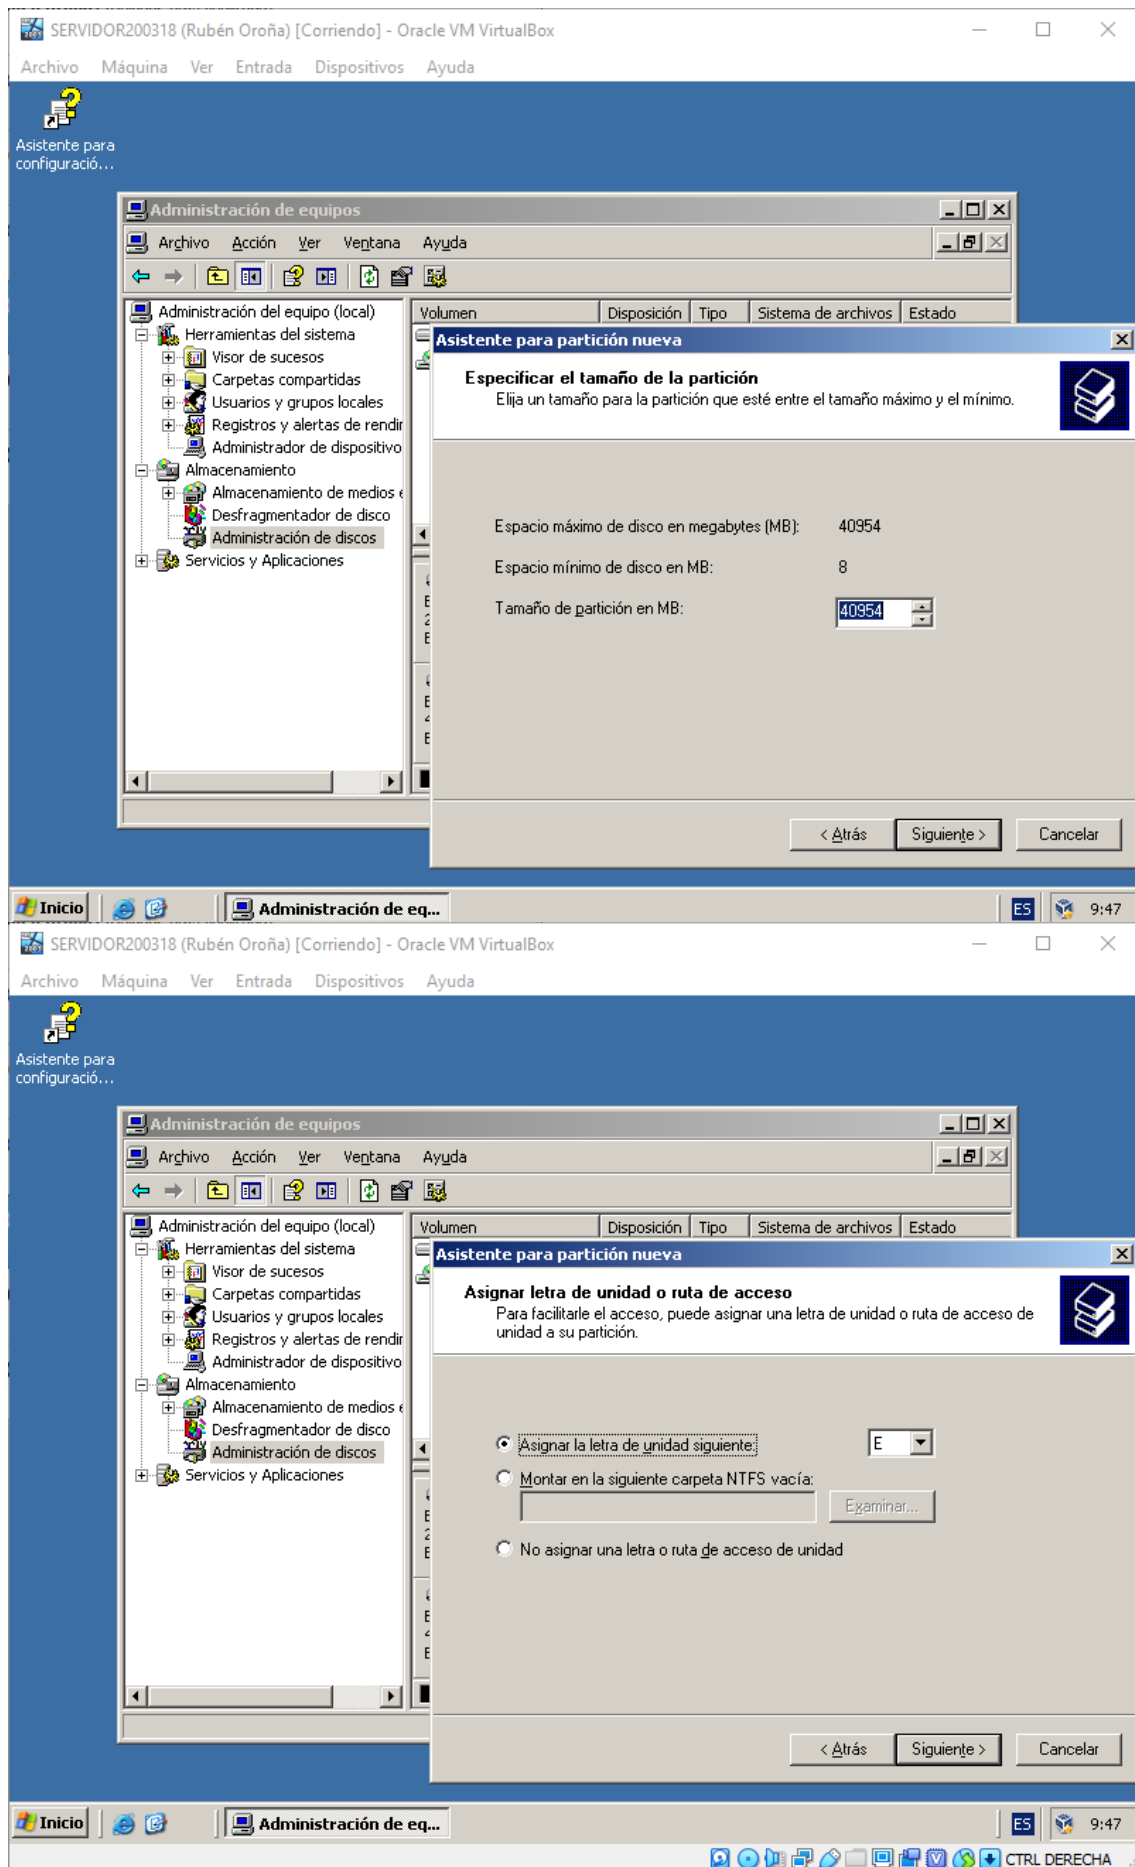 SERVIDOR200318 (Rubén Oroña) [Corriendo] - Oracle VM VirtualBox
Archivo Máquina Ver Entrada Dispositivos Ayuda
Asistente para
configuració...
Administración de equipos
Archivo Acción Ver Ventana Ayuda
Administración del equipo (local)
Herramientas del sistema
Visor de sucesos
Carpetas compartidas
Usuarios y grupos locales
Registros y alertas de rendir
Administrador de dispositivo
Almacenamiento
Almacenamiento de medios e
Desfragmentador de disco
Administración de discos
Servicios y Aplicaciones
Volumen Disposición Tipo Sistema de archivos Estado
Asistente para partición nueva
Especificar el tamaño de la partición
Elija un tamaño para la partición que esté entre el tamaño máximo y el mínimo.
Espacio máximo de disco en megabytes (MB): 40954
Espacio mínimo de disco en MB: 8
Tamaño de partición en MB: 40954
< Atrás Siguiente > Cancelar
Inicio Administración de eq... ES 9:47
SERVIDOR200318 (Rubén Oroña) [Corriendo] - Oracle VM VirtualBox
Archivo Máquina Ver Entrada Dispositivos Ayuda
Asistente para
configuració...
Administración de equipos
Archivo Acción Ver Ventana Ayuda
Administración del equipo (local)
Herramientas del sistema
Visor de sucesos
Carpetas compartidas
Usuarios y grupos locales
Registros y alertas de rendir
Administrador de dispositivo
Almacenamiento
Almacenamiento de medios e
Desfragmentador de disco
Administración de discos
Servicios y Aplicaciones
Volumen Disposición Tipo Sistema de archivos Estado
Asistente para partición nueva
Asignar letra de unidad o ruta de acceso
Para facilitarle el acceso, puede asignar una letra de unidad o ruta de acceso de
unidad a su partición.
Asignar la letra de unidad siguiente: E
Montar en la siguiente carpeta NTFS vacía:
Examinar...
No asignar una letra o ruta de acceso de unidad
< Atrás Siguiente > Cancelar
Inicio Administración de eq... ES 9:47
CTRL DERECHA